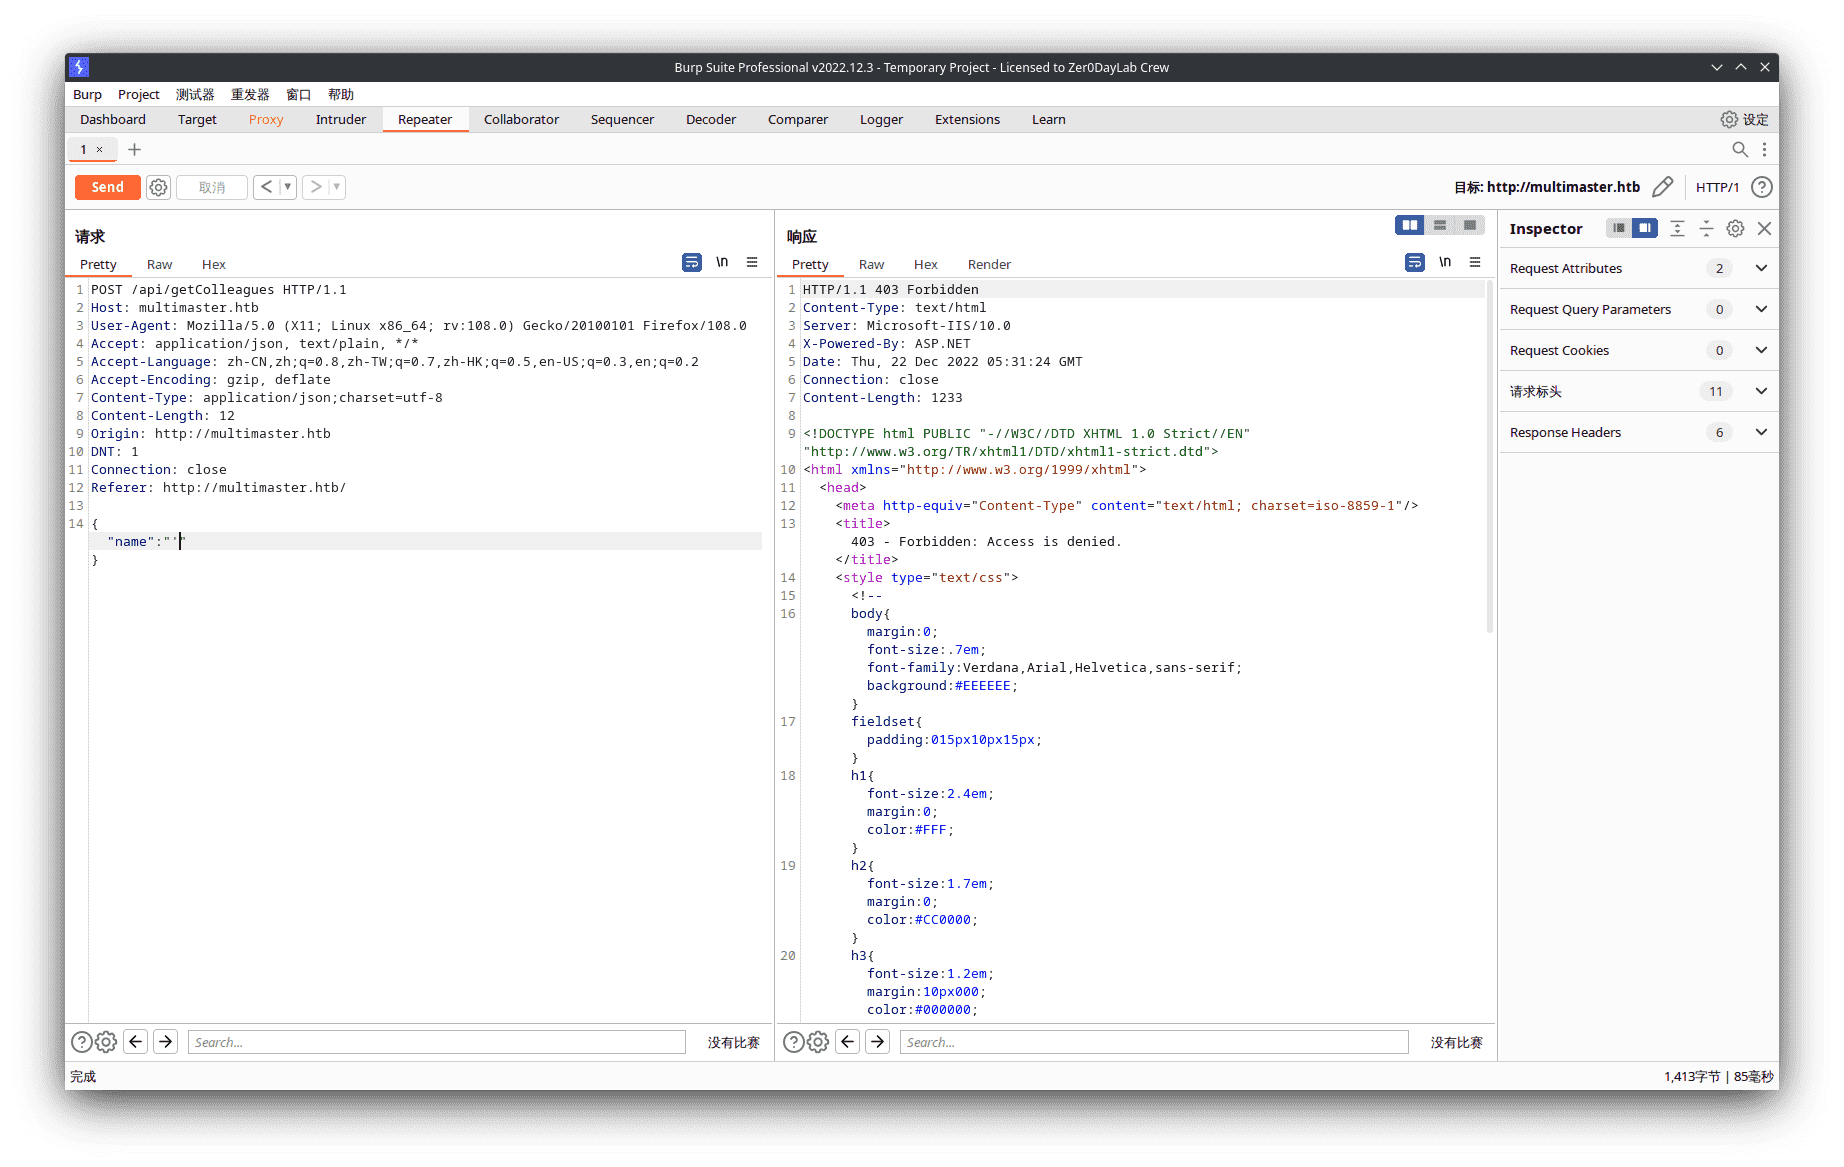 Burp Suite Professional v2022.12.3 - Temporary Project - Licensed to Zer0DayLab Crew
Burp Project 测试器 重发器 窗口 帮助
Dashboard Target Proxy Intruder Repeater Collaborator Sequencer Decoder Comparer Logger Extensions Learn 设定
1 ×
Send 取消 < > 目标: http://multimaster.htb HTTP/1
请求
Pretty Raw Hex \n
1 POST /api/getColleagues HTTP/1.1
2 Host: multimaster.htb
3 User-Agent: Mozilla/5.0 (X11; Linux x86_64; rv:108.0) Gecko/20100101 Firefox/108.0
4 Accept: application/json, text/plain, */*
5 Accept-Language: zh-CN,zh;q=0.8,zh-TW;q=0.7,zh-HK;q=0.5,en-US;q=0.3,en;q=0.2
6 Accept-Encoding: gzip, deflate
7 Content-Type: application/json;charset=utf-8
8 Content-Length: 12
9 Origin: http://multimaster.htb
10 DNT: 1
11 Connection: close
12 Referer: http://multimaster.htb/
13
14 {
"name":"'"
}
Search...
没有比赛
响应
Pretty Raw Hex Render \n
1 HTTP/1.1 403 Forbidden
2 Content-Type: text/html
3 Server: Microsoft-IIS/10.0
4 X-Powered-By: ASP.NET
5 Date: Thu, 22 Dec 2022 05:31:24 GMT
6 Connection: close
7 Content-Length: 1233
8
9 <!DOCTYPE html PUBLIC "-//W3C//DTD XHTML 1.0 Strict//EN"
"http://www.w3.org/TR/xhtml1/DTD/xhtml1-strict.dtd">
10 <html xmlns="http://www.w3.org/1999/xhtml">
11 <head>
12 <meta http-equiv="Content-Type" content="text/html; charset=iso-8859-1"/>
13 <title>
403 - Forbidden: Access is denied.
</title>
14 <style type="text/css">
15 <!--
16 body{
margin:0;
font-size:.7em;
font-family:Verdana,Arial,Helvetica,sans-serif;
background:#EEEEEE;
}
17 fieldset{
padding:015px10px15px;
}
18 h1{
font-size:2.4em;
margin:0;
color:#FFF;
}
19 h2{
font-size:1.7em;
margin:0;
color:#CC0000;
}
20 h3{
font-size:1.2em;
margin:10px000;
color:#000000;
Search...
没有比赛
Inspector
Request Attributes 2
Request Query Parameters 0
Request Cookies 0
请求标头 11
Response Headers 6
完成
1,413字节 | 85毫秒